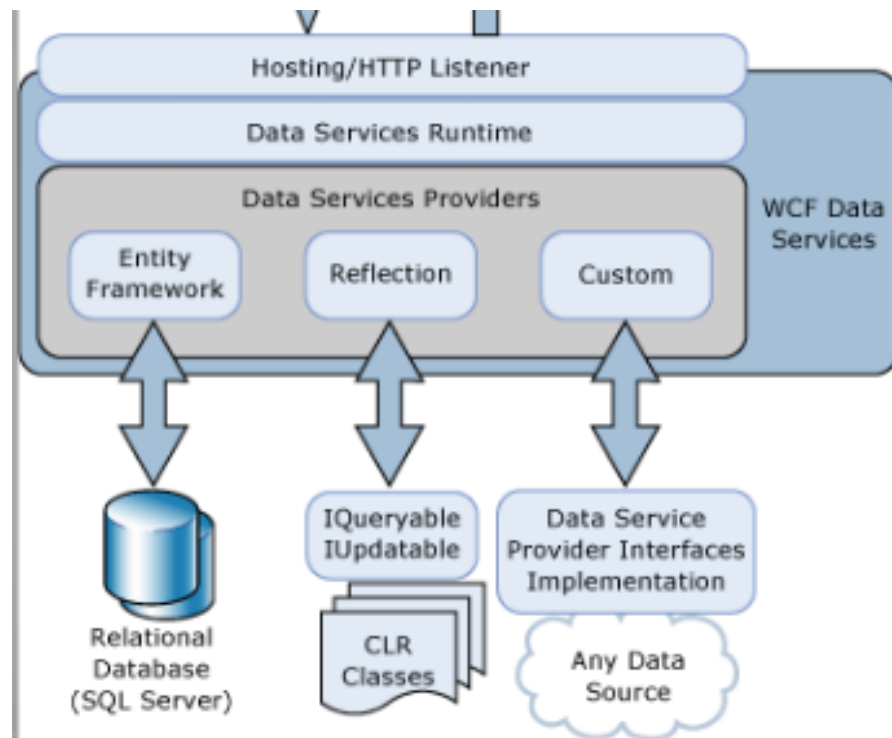 Hosting/HTTP Listener
Data Services Runtime
Data Services Providers
WCF Data
Services
Entity
Framework
Reflection
Custom
IQueryable
IUpdatable
Data Service
Provider Interfaces
Implementation
Relational
Database
(SQL Server)
CLR
Classes
Any Data
Source